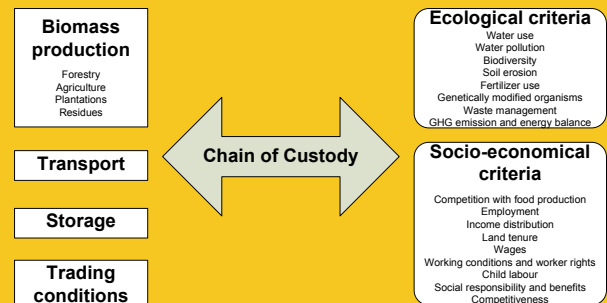 Biomass
production
Forestry
Agriculture
Plantations
Residues
Transport
Storage
Trading
conditions
Chain of Custody
Ecological criteria
Water use
Water pollution
Biodiversity
Soil erosion
Fertilizer use
Genetically modified organisms
Waste management
GHG emission and energy balance
Socio-economical
criteria
Competition with food production
Employment
Income distribution
Land tenure
Wages
Working conditions and worker rights
Child labour
Social responsibility and benefits
Competitiveness